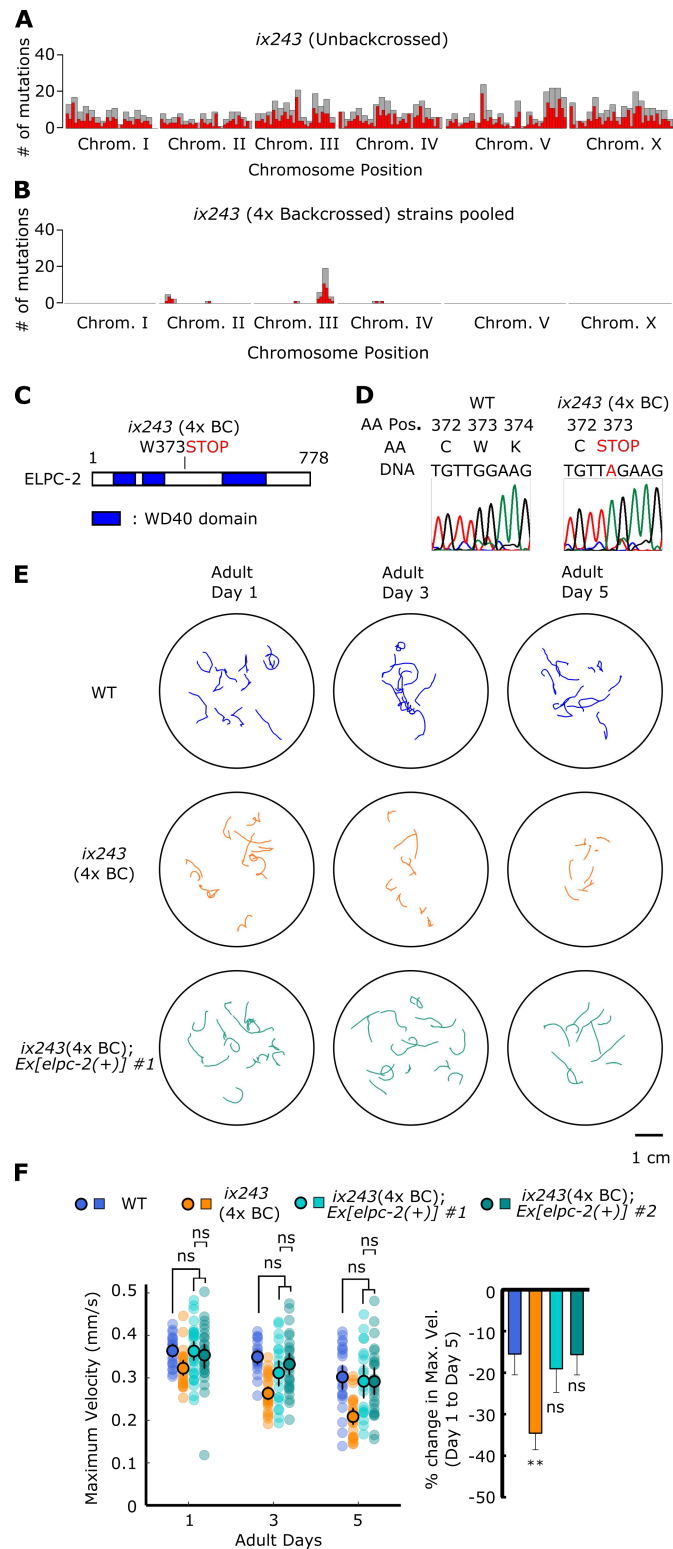 A
ix243 (Unbackcrossed)
# of mutations
40
20
0
Chrom. I
Chrom. II
Chrom. III
Chrom. IV
Chrom. V
Chrom. X
Chromosome Position
B
ix243 (4x Backcrossed) strains pooled
# of mutations
40
20
0
Chrom. I
Chrom. II
Chrom. III
Chrom. IV
Chrom. V
Chrom. X
Chromosome Position
C
ix243 (4x BC)
W373STOP
1
778
ELPC-2
: WD40 domain
D
WT
ix243 (4x BC)
AA Pos. 372 373 374
372 373
AA C W K
C STOP
DNA TGTTGGAAG
TGTTAGAAG
E
Adult
Day 1
Adult
Day 3
Adult
Day 5
WT
ix243
(4x BC)
ix243(4x BC);
Ex[elpc-2(+)] #1
1 cm
F
WT
ix243
(4x BC)
ix243(4x BC);
Ex[elpc-2(+)] #1
ix243(4x BC);
Ex[elpc-2(+)] #2
Maximum Velocity (mm/s)
0.5
0.4
0.3
0.2
0.1
0
ns
ns
ns
ns
ns
ns
1
3
5
Adult Days
% change in Max. Vel.
(Day 1 to Day 5)
0
-10
-20
-30
-40
-50
**
ns
ns